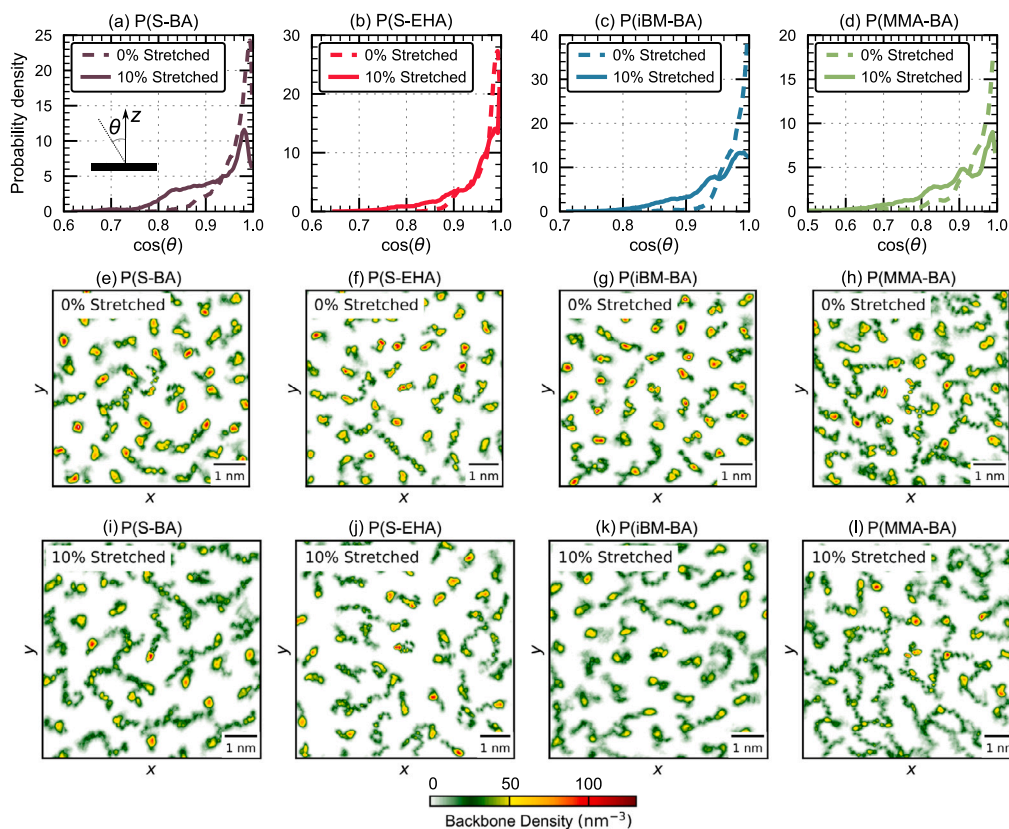 (a) P(S-BA)
(b) P(S-EHA)
(c) P(iBM-BA)
(d) P(MMA-BA)
Probability density
25
20
15
10
5
0
0% Stretched
10% Stretched
θ
z
0.6 0.7 0.8 0.9 1.0
cos(θ)
30
20
10
0
0% Stretched
10% Stretched
0.6 0.7 0.8 0.9 1.0
cos(θ)
40
30
20
10
0
0% Stretched
10% Stretched
0.7 0.8 0.9 1.0
cos(θ)
20
15
10
5
0
0% Stretched
10% Stretched
0.5 0.6 0.7 0.8 0.9 1.0
cos(θ)
(e) P(S-BA)
0% Stretched
y
1 nm
x
(f) P(S-EHA)
0% Stretched
y
1 nm
x
(g) P(iBM-BA)
0% Stretched
y
1 nm
x
(h) P(MMA-BA)
0% Stretched
y
1 nm
x
(i) P(S-BA)
10% Stretched
y
1 nm
x
(j) P(S-EHA)
10% Stretched
y
1 nm
x
(k) P(iBM-BA)
10% Stretched
y
1 nm
x
(l) P(MMA-BA)
10% Stretched
y
1 nm
x
0 50 100
Backbone Density (nm⁻³)